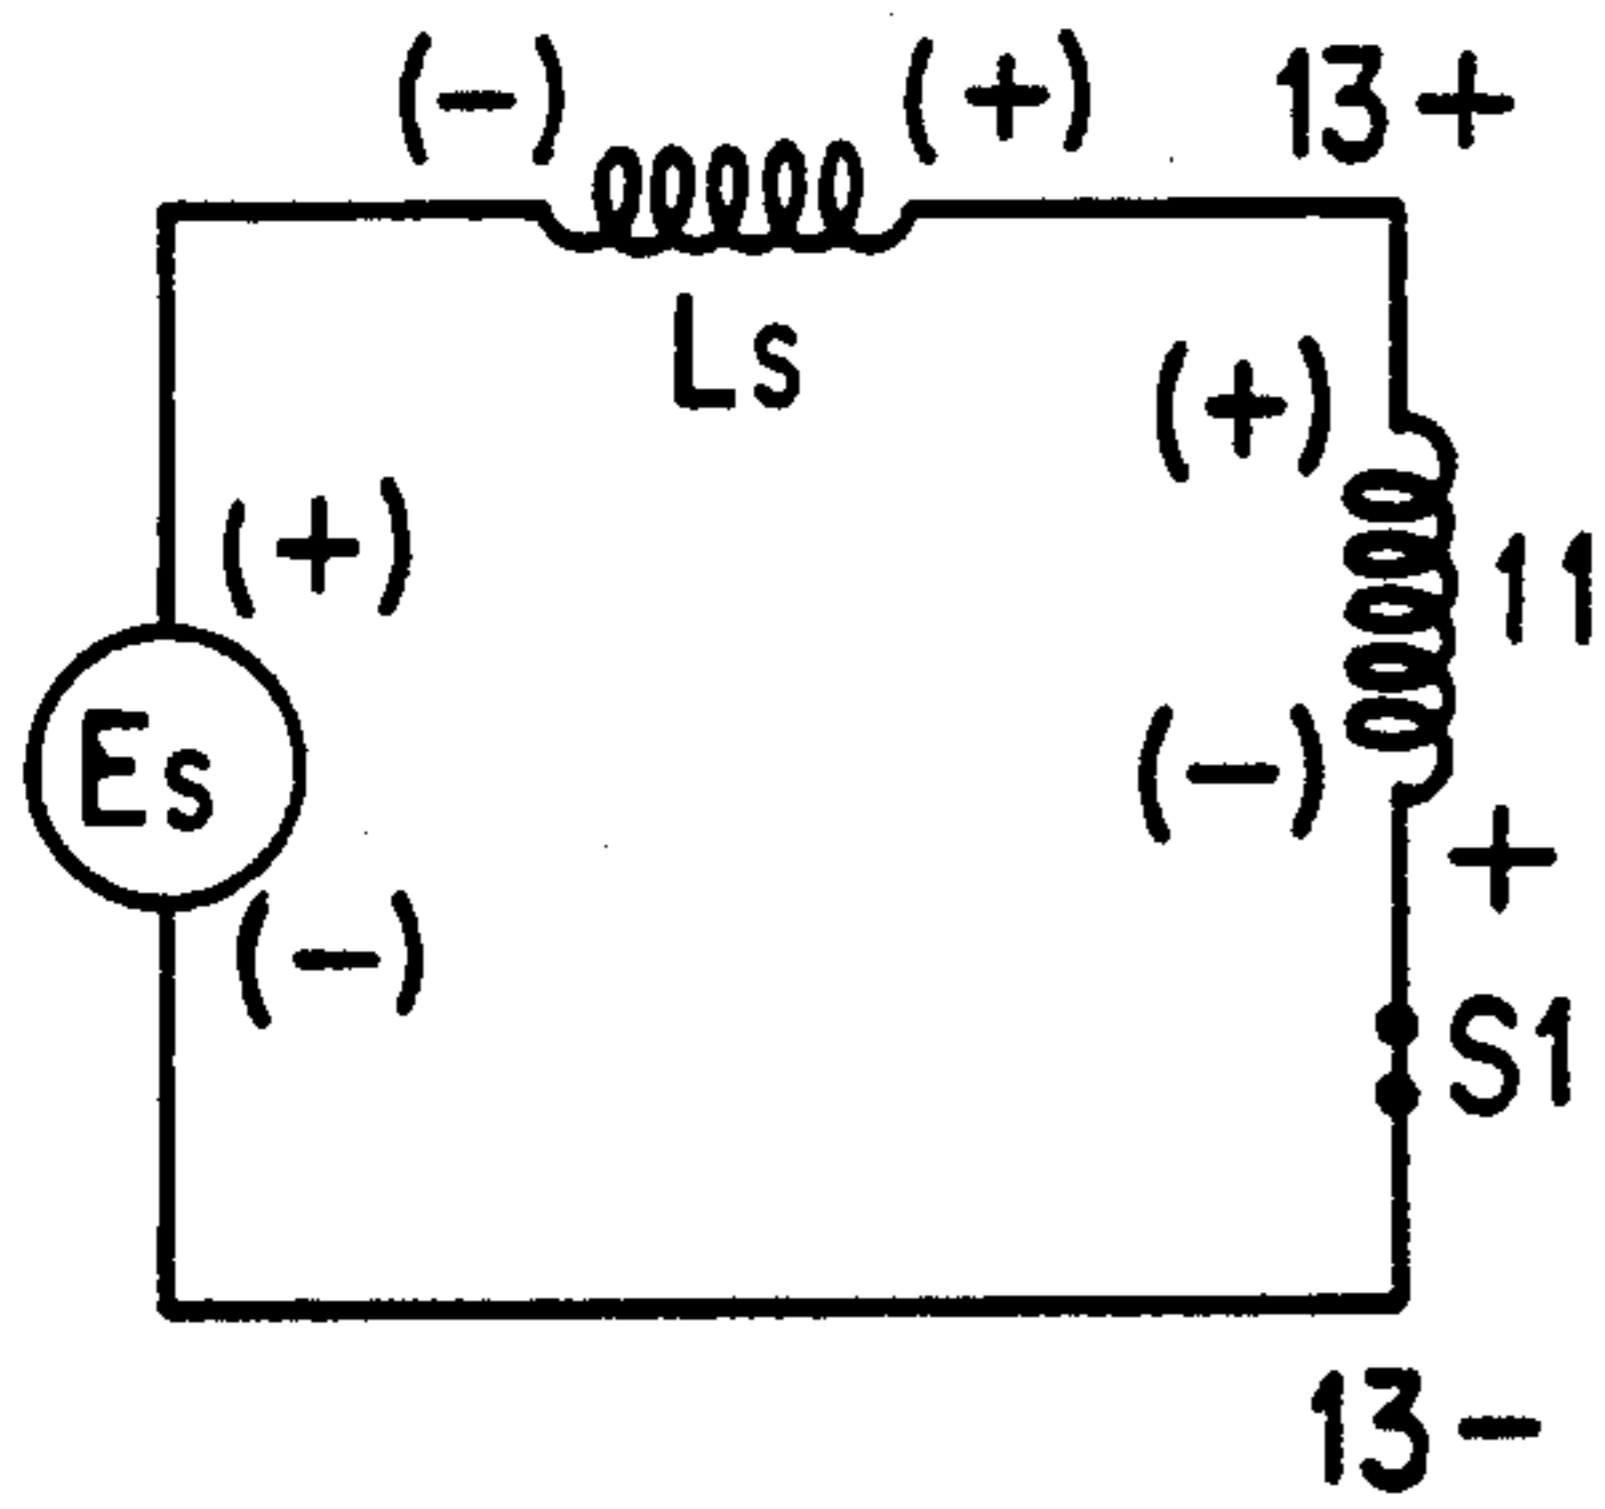 (-) (+) 13+
Ls
(+)
(+)
11
Es
(-)
+
(-)
S1
13-